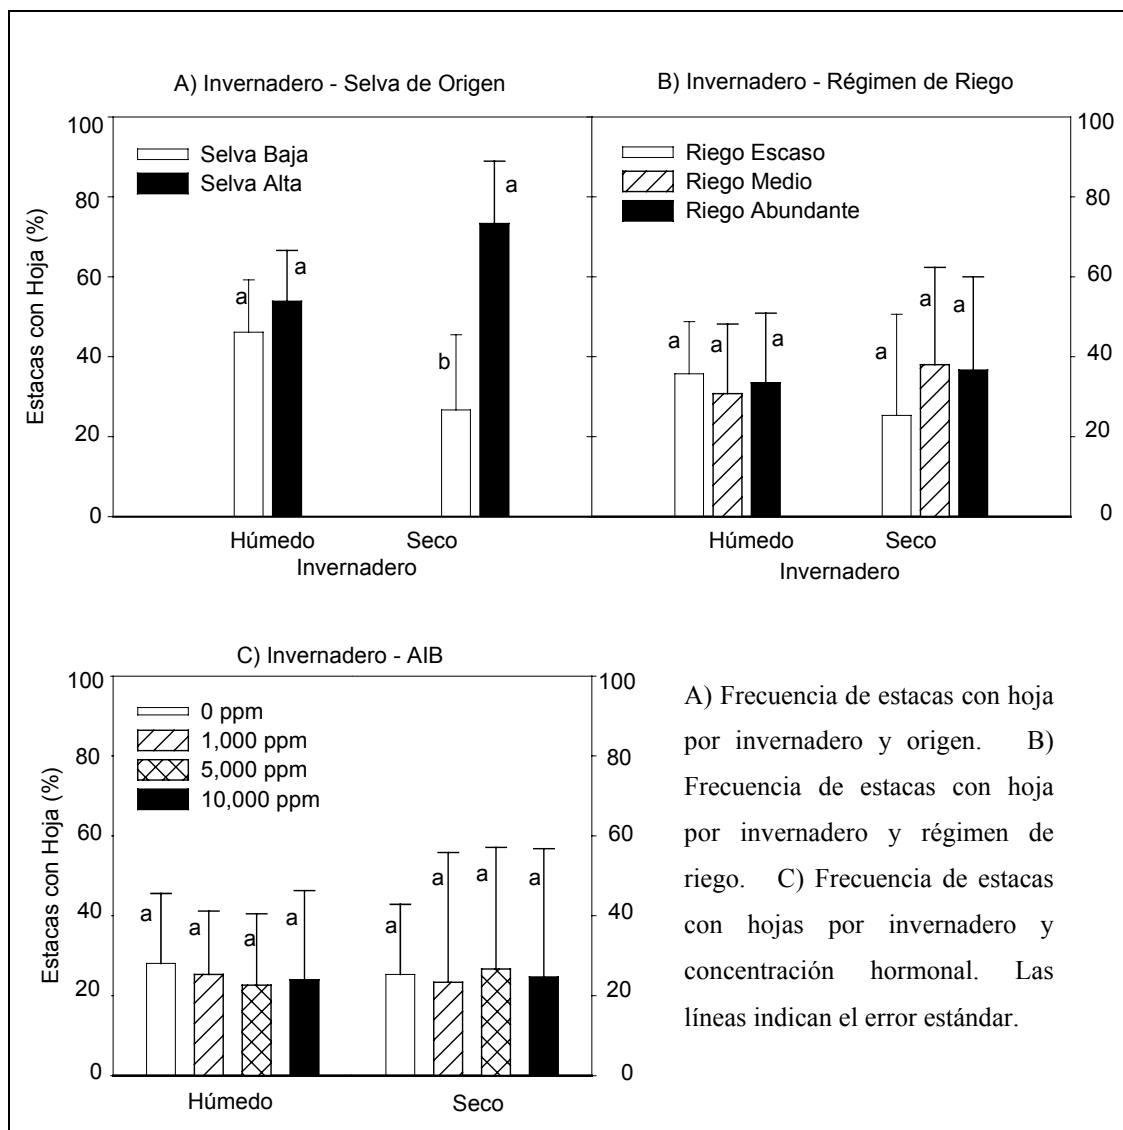 A) Invernadero - Selva de Origen
100
80
60
40
20
0
Estacas con Hoja (%)
Selva Baja
Selva Alta
a
a
b
a
Húmedo
Seco
Invernadero
B) Invernadero - Régimen de Riego
Riego Escaso
Riego Medio
Riego Abundante
a
a
a
a
a
a
100
80
60
40
20
0
Húmedo
Seco
Invernadero
C) Invernadero - AIB
100
80
60
40
20
0
Estacas con Hoja (%)
0 ppm
1,000 ppm
5,000 ppm
10,000 ppm
a
a
a
a
a
a
a
a
100
80
60
40
20
0
Húmedo
Seco
A) Frecuencia de estacas con hoja
por invernadero y origen. B)
Frecuencia de estacas con hoja
por invernadero y régimen de
riego. C) Frecuencia de estacas
con hojas por invernadero y
concentración hormonal. Las
líneas indican el error estándar.